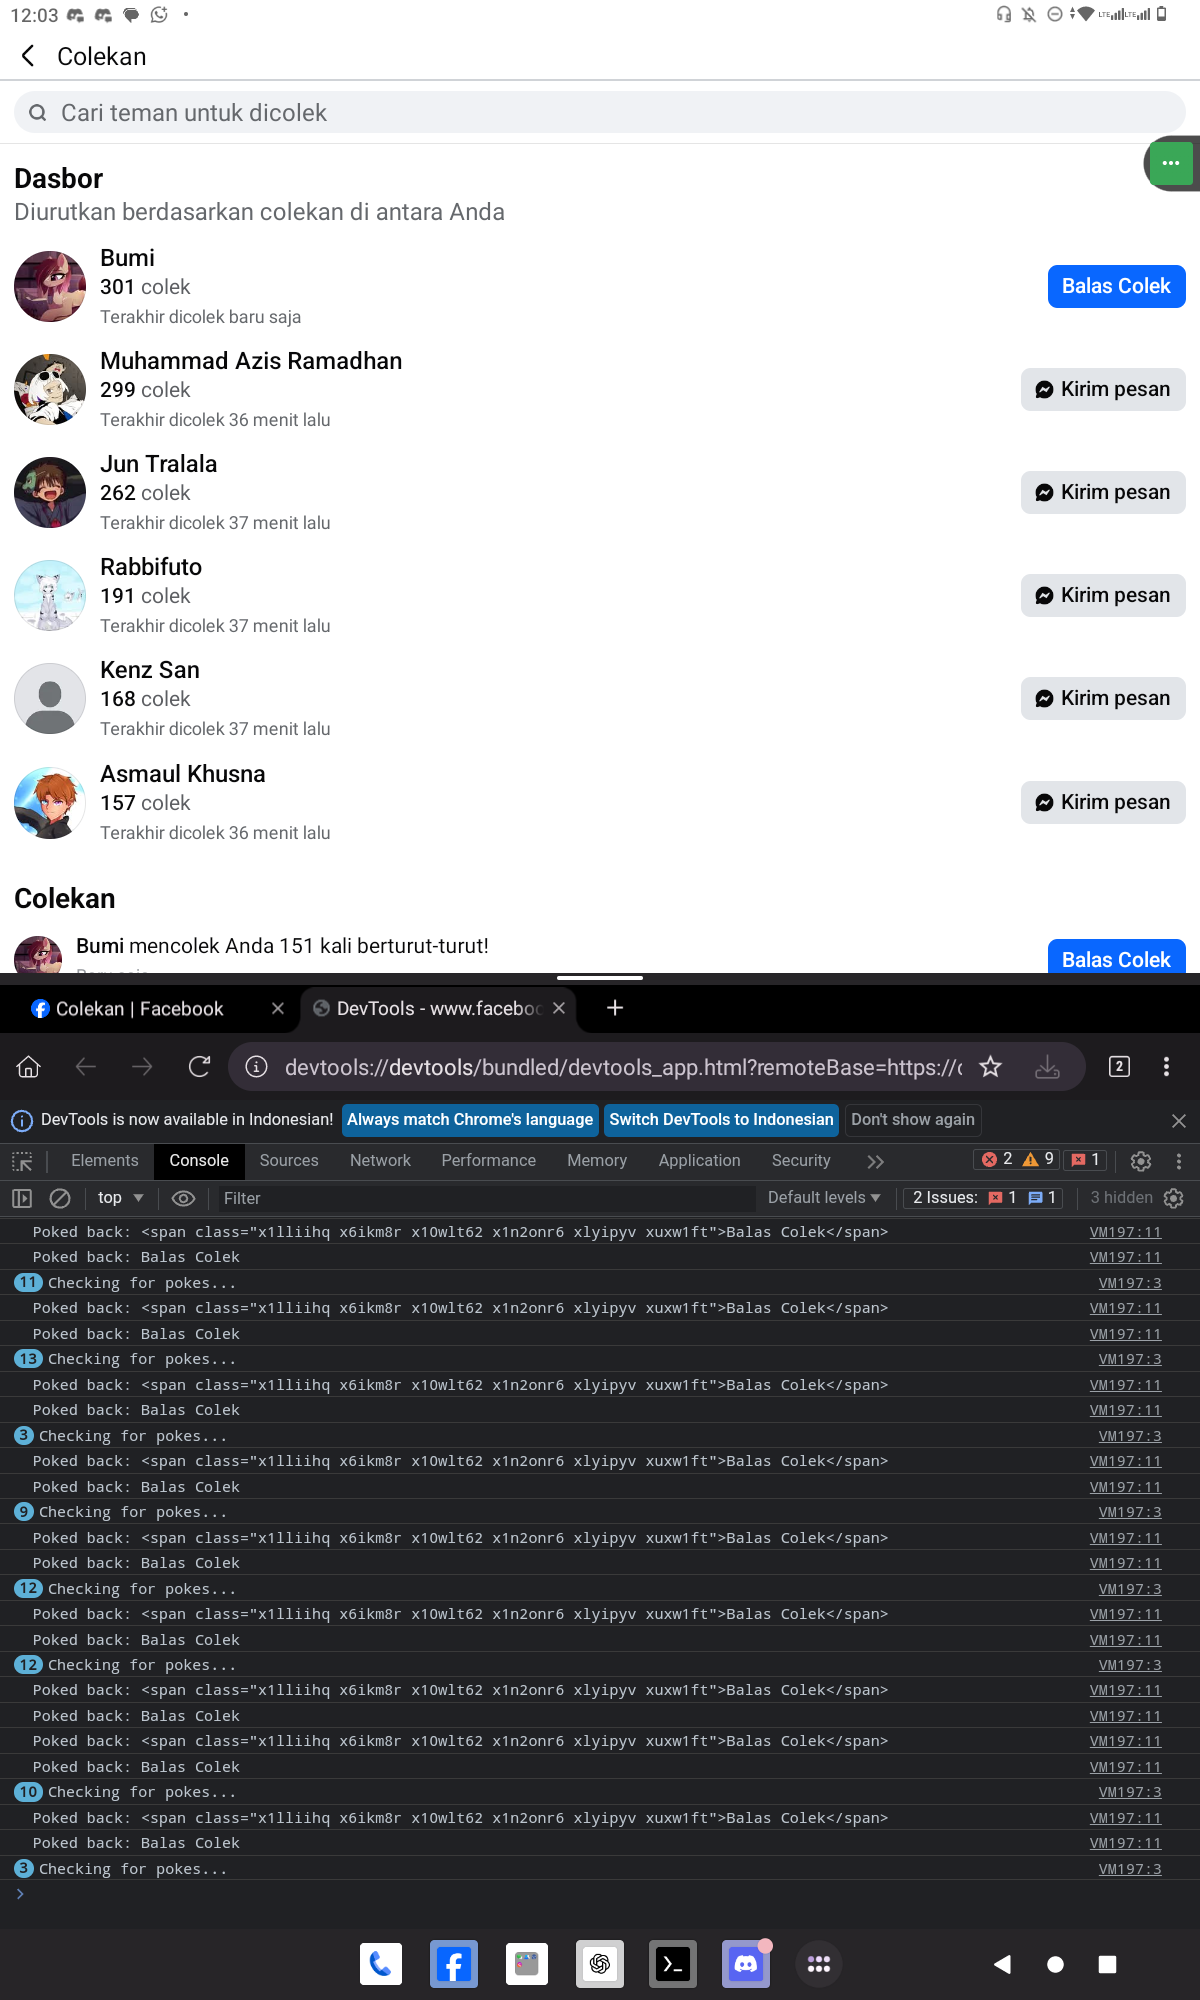 12:03
LTE LTE
Colekan
Cari teman untuk dicolek
Dasbor
Diurutkan berdasarkan colekan di antara Anda
Bumi
301 colek
Terakhir dicolek baru saja
Balas Colek
Muhammad Azis Ramadhan
299 colek
Terakhir dicolek 36 menit lalu
Kirim pesan
Jun Tralala
262 colek
Terakhir dicolek 37 menit lalu
Kirim pesan
Rabbifuto
191 colek
Terakhir dicolek 37 menit lalu
Kirim pesan
Kenz San
168 colek
Terakhir dicolek 37 menit lalu
Kirim pesan
Asmaul Khusna
157 colek
Terakhir dicolek 36 menit lalu
Kirim pesan
Colekan
Bumi mencolek Anda 151 kali berturut-turut!
Balas Colek
Colekan | Facebook
DevTools - www.faceboo
devtools://devtools/bundled/devtools_app.html?remoteBase=https://c
2
DevTools is now available in Indonesian! Always match Chrome's language Switch DevTools to Indonesian Don't show again
Elements Console Sources Network Performance Memory Application Security 2 9 1
top Filter Default levels 2 Issues: 1 1 3 hidden
Poked back: <span class="x1lliihq x6ikm8r x10wlt62 x1n2onr6 xlyipyv xuxw1ft">Balas Colek</span> VM197:11
Poked back: Balas Colek VM197:11
11 Checking for pokes... VM197:3
Poked back: <span class="x1lliihq x6ikm8r x10wlt62 x1n2onr6 xlyipyv xuxw1ft">Balas Colek</span> VM197:11
Poked back: Balas Colek VM197:11
13 Checking for pokes... VM197:3
Poked back: <span class="x1lliihq x6ikm8r x10wlt62 x1n2onr6 xlyipyv xuxw1ft">Balas Colek</span> VM197:11
Poked back: Balas Colek VM197:11
3 Checking for pokes... VM197:3
Poked back: <span class="x1lliihq x6ikm8r x10wlt62 x1n2onr6 xlyipyv xuxw1ft">Balas Colek</span> VM197:11
Poked back: Balas Colek VM197:11
9 Checking for pokes... VM197:3
Poked back: <span class="x1lliihq x6ikm8r x10wlt62 x1n2onr6 xlyipyv xuxw1ft">Balas Colek</span> VM197:11
Poked back: Balas Colek VM197:11
12 Checking for pokes... VM197:3
Poked back: <span class="x1lliihq x6ikm8r x10wlt62 x1n2onr6 xlyipyv xuxw1ft">Balas Colek</span> VM197:11
Poked back: Balas Colek VM197:11
12 Checking for pokes... VM197:3
Poked back: <span class="x1lliihq x6ikm8r x10wlt62 x1n2onr6 xlyipyv xuxw1ft">Balas Colek</span> VM197:11
Poked back: Balas Colek VM197:11
Poked back: <span class="x1lliihq x6ikm8r x10wlt62 x1n2onr6 xlyipyv xuxw1ft">Balas Colek</span> VM197:11
Poked back: Balas Colek VM197:11
10 Checking for pokes... VM197:3
Poked back: <span class="x1lliihq x6ikm8r x10wlt62 x1n2onr6 xlyipyv xuxw1ft">Balas Colek</span> VM197:11
Poked back: Balas Colek VM197:11
3 Checking for pokes... VM197:3